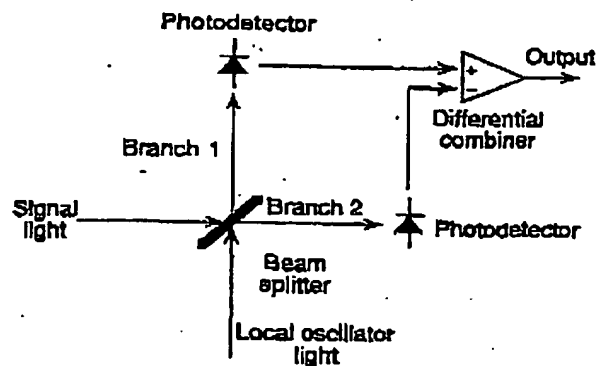 Photodetector
Output
+
−
Differential
combiner
Branch 1
Signal
light
Branch 2
Photodetector
Beam
splitter
Local oscillator
light